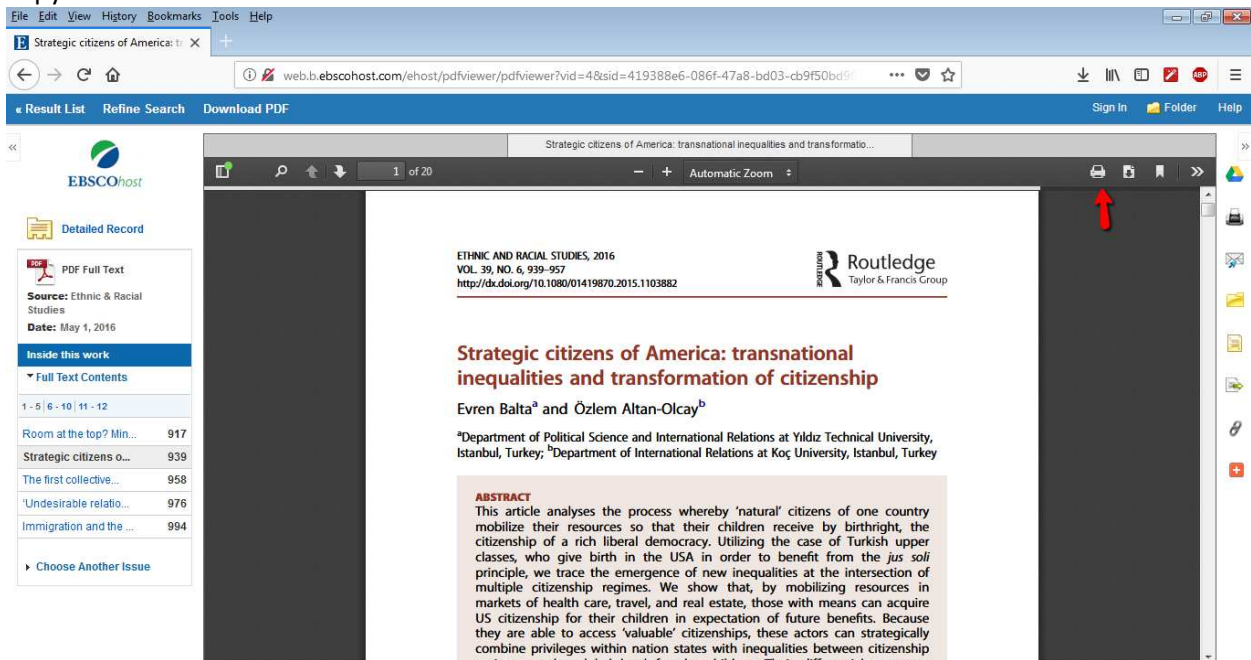 File Edit View History Bookmarks Tools Help
Strategic citizens of America: tr
web.b.ebscohost.com/ehost/pdfviewer/pdfviewer?vid=4&sid=419388e6-086f-47a8-bd03-cb9f50bd9
« Result List Refine Search Download PDF Sign In Folder Help
Strategic citizens of America: transnational inequalities and transformatio...
EBSCOhost
1 of 20
Automatic Zoom
Detailed Record
PDF Full Text
Source: Ethnic & Racial
Studies
Date: May 1, 2016
Inside this work
Full Text Contents
1 - 5 | 6 - 10 | 11 - 12
Room at the top? Min... 917
Strategic citizens o... 939
The first collective... 958
'Undesirable relatio... 976
Immigration and the ... 994
Choose Another Issue
ETHNIC AND RACIAL STUDIES, 2016
VOL. 39, NO. 6, 939–957
http://dx.doi.org/10.1080/01419870.2015.1103882
ROUTLEDGE
Routledge
Taylor & Francis Group
Strategic citizens of America: transnational
inequalities and transformation of citizenship
Evren Balta^a and Özlem Altan-Olcay^b
^aDepartment of Political Science and International Relations at Yıldız Technical University,
Istanbul, Turkey; ^bDepartment of International Relations at Koç University, Istanbul, Turkey
ABSTRACT
This article analyses the process whereby ‘natural’ citizens of one country
mobilize their resources so that their children receive by birthright, the
citizenship of a rich liberal democracy. Utilizing the case of Turkish upper
classes, who give birth in the USA in order to benefit from the jus soli
principle, we trace the emergence of new inequalities at the intersection of
multiple citizenship regimes. We show that, by mobilizing resources in
markets of health care, travel, and real estate, those with means can acquire
US citizenship for their children in expectation of future benefits. Because
they are able to access ‘valuable’ citizenships, these actors can strategically
combine privileges within nation states with inequalities between citizenship